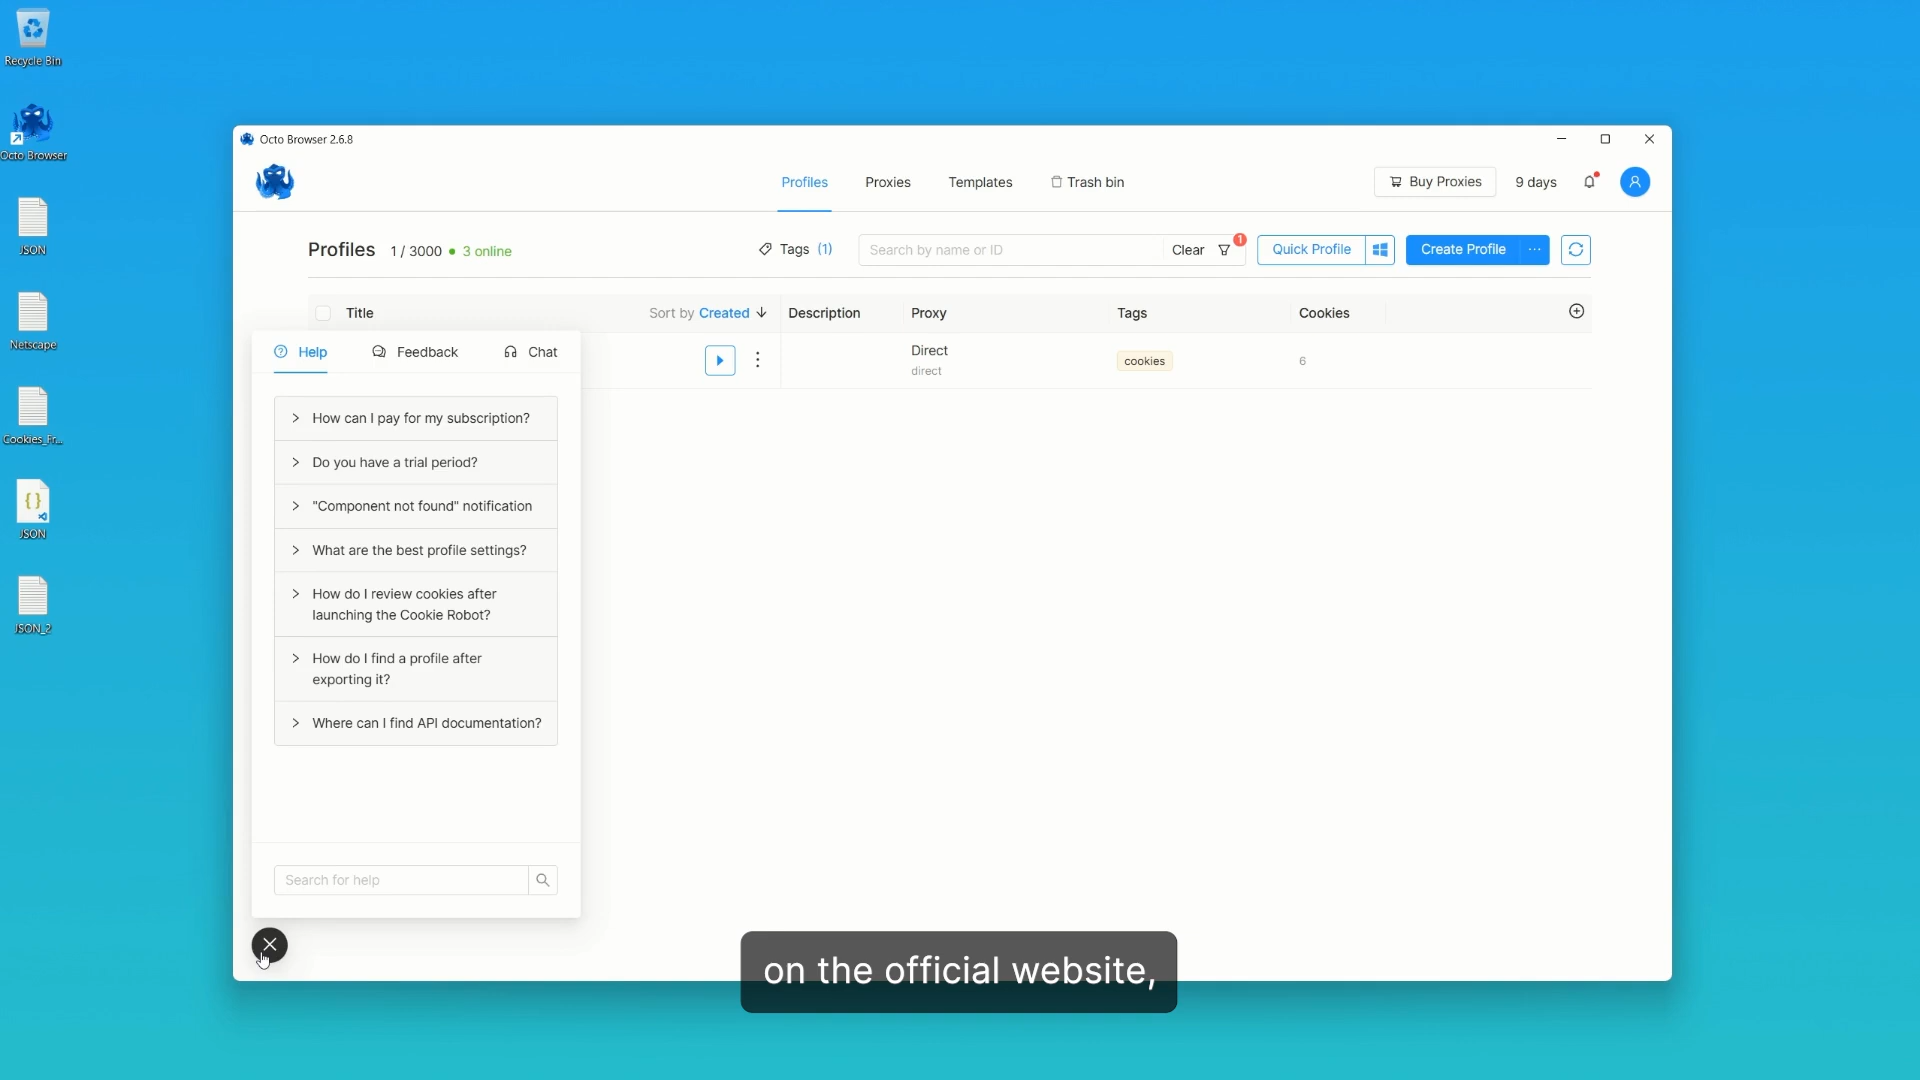 Recycle Bin
Octo Browser
JSON
Netscape
Cookies_Fr...
JSON
JSON_2
Octo Browser 2.6.8
Profiles
Proxies
Templates
Trash bin
Buy Proxies
9 days
Profiles 1 / 3000 • 3 online
Tags (1)
Search by name or ID
Clear
1
Quick Profile
Create Profile
Title
Sort by Created
Description
Proxy
Tags
Cookies
Direct
direct
cookies
6
Help
Feedback
Chat
How can I pay for my subscription?
Do you have a trial period?
"Component not found" notification
What are the best profile settings?
How do I review cookies after
launching the Cookie Robot?
How do I find a profile after
exporting it?
Where can I find API documentation?
Search for help
on the official website,